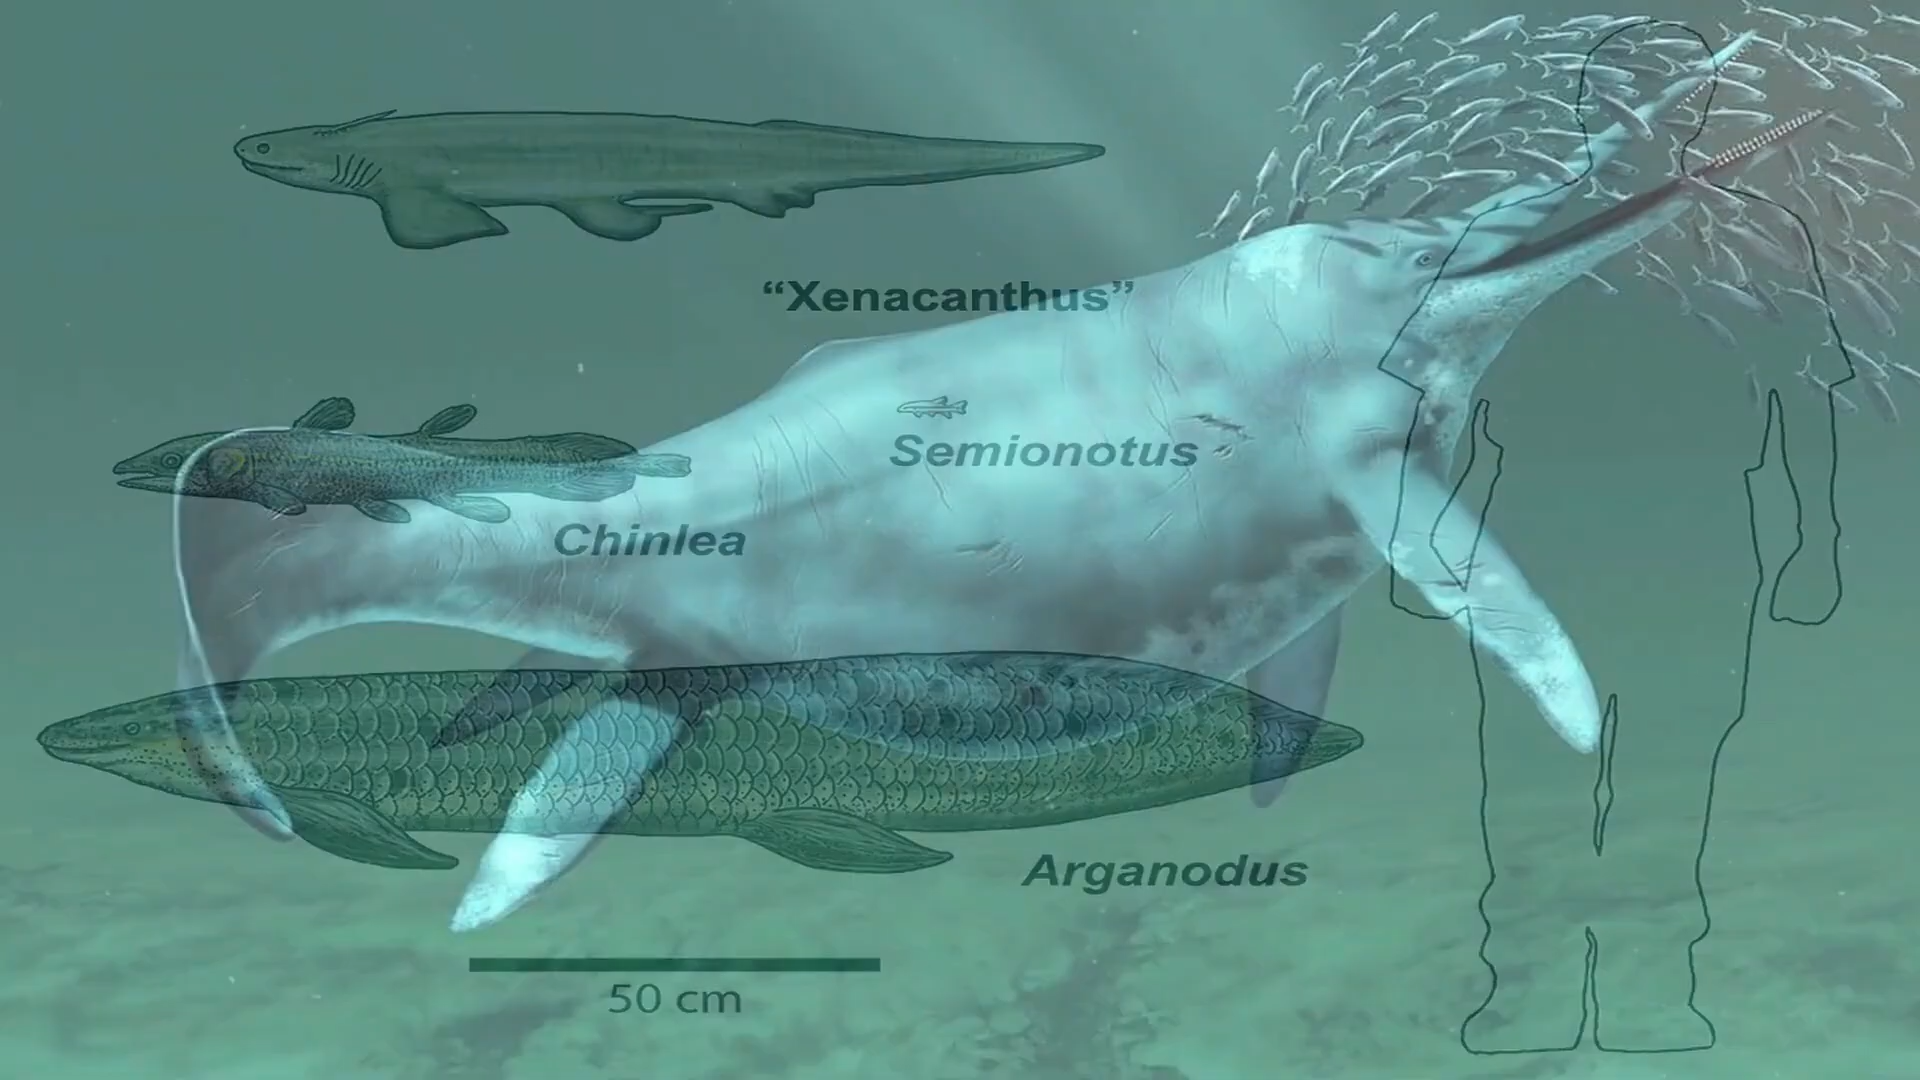 “Xenacanthus”
Semionotus
Chinlea
Arganodus
50 cm